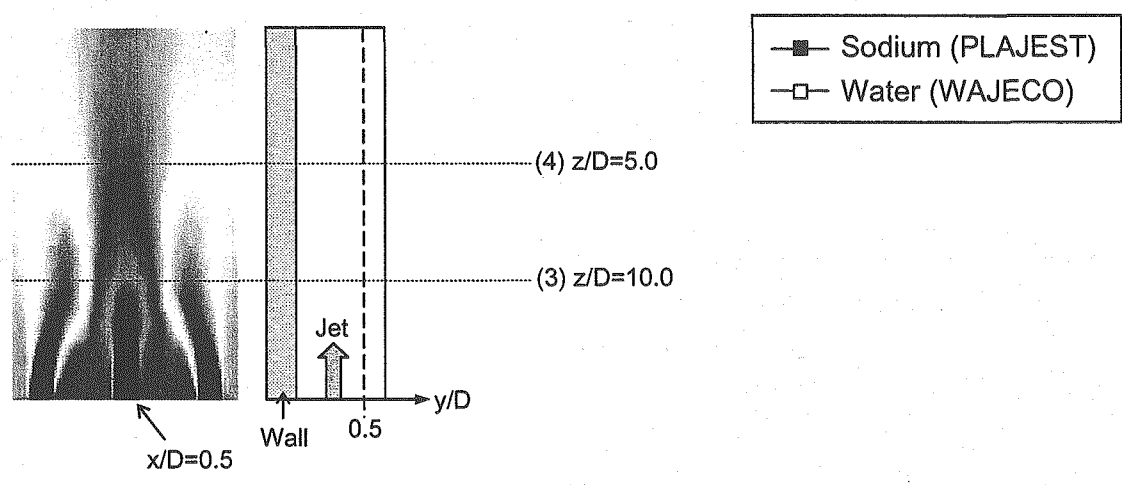 Sodium (PLAJEST)
Water (WAJECO)
(4) z/D=5.0
(3) z/D=10.0
Jet
y/D
Wall
0.5
x/D=0.5